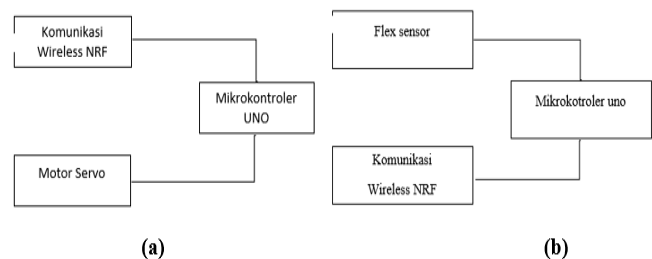 Komunikasi
Wireless NRF
Mikrokontroler
UNO
Motor Servo
(a)
Flex sensor
Mikrokotroler uno
Komunikasi
Wireless NRF
(b)